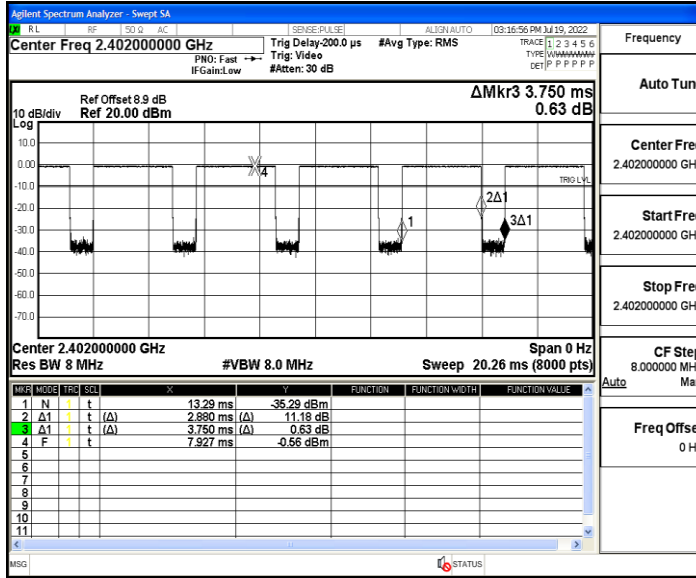 Agilent Spectrum Analyzer - Swept SA
RL RF 50 Ω AC SENSE:PULSE ALIGN AUTO 03:16:56 PM Jul 19, 2022
Center Freq 2.402000000 GHz
PNO: Fast
IFGain:Low
Trig Delay-200.0 µs
Trig: Video
#Atten: 30 dB
#Avg Type: RMS
TRACE 1 2 3 4 5 6
TYPE WWWWWW
DET P P P P P P
Ref Offset 8.9 dB
10 dB/div Ref 20.00 dBm
Log
ΔMkr3 3.750 ms
0.63 dB
10.0
0.00
-10.0
-20.0
-30.0
-40.0
-50.0
-60.0
-70.0
TRIG LVL
4
1
2Δ1
3Δ1
Center 2.402000000 GHz Span 0 Hz
Res BW 8 MHz #VBW 8.0 MHz Sweep 20.26 ms (8000 pts)
MKR MODE TRC SCL X Y FUNCTION FUNCTION WIDTH FUNCTION VALUE
1 N 1 t 13.29 ms -35.29 dBm
2 Δ1 1 t (Δ) 2.880 ms (Δ) 11.18 dB
3 Δ1 1 t (Δ) 3.750 ms (Δ) 0.63 dB
4 F 1 t 7.927 ms -0.56 dBm
5
6
7
8
9
10
11
MSG STATUS
Frequency
Auto Tun
Center Fre
2.402000000 GH
Start Fre
2.402000000 GH
Stop Fre
2.402000000 GH
CF Step
8.000000 MH
Auto Ma
Freq Offse
0 H